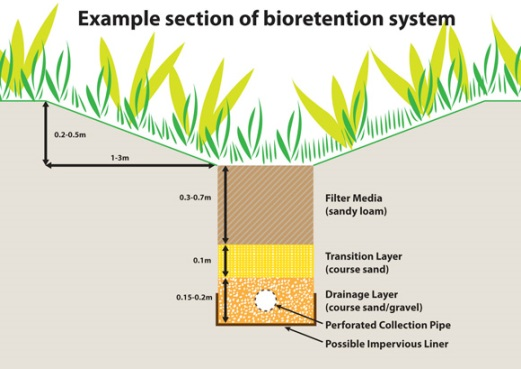 Example section of bioretention system
0.2-0.5m
1-3m
0.3-0.7m
Filter Media
(sandy loam)
0.1m
Transition Layer
(course sand)
0.15-0.2m
Drainage Layer
(course sand/gravel)
Perforated Collection Pipe
Possible Impervious Liner